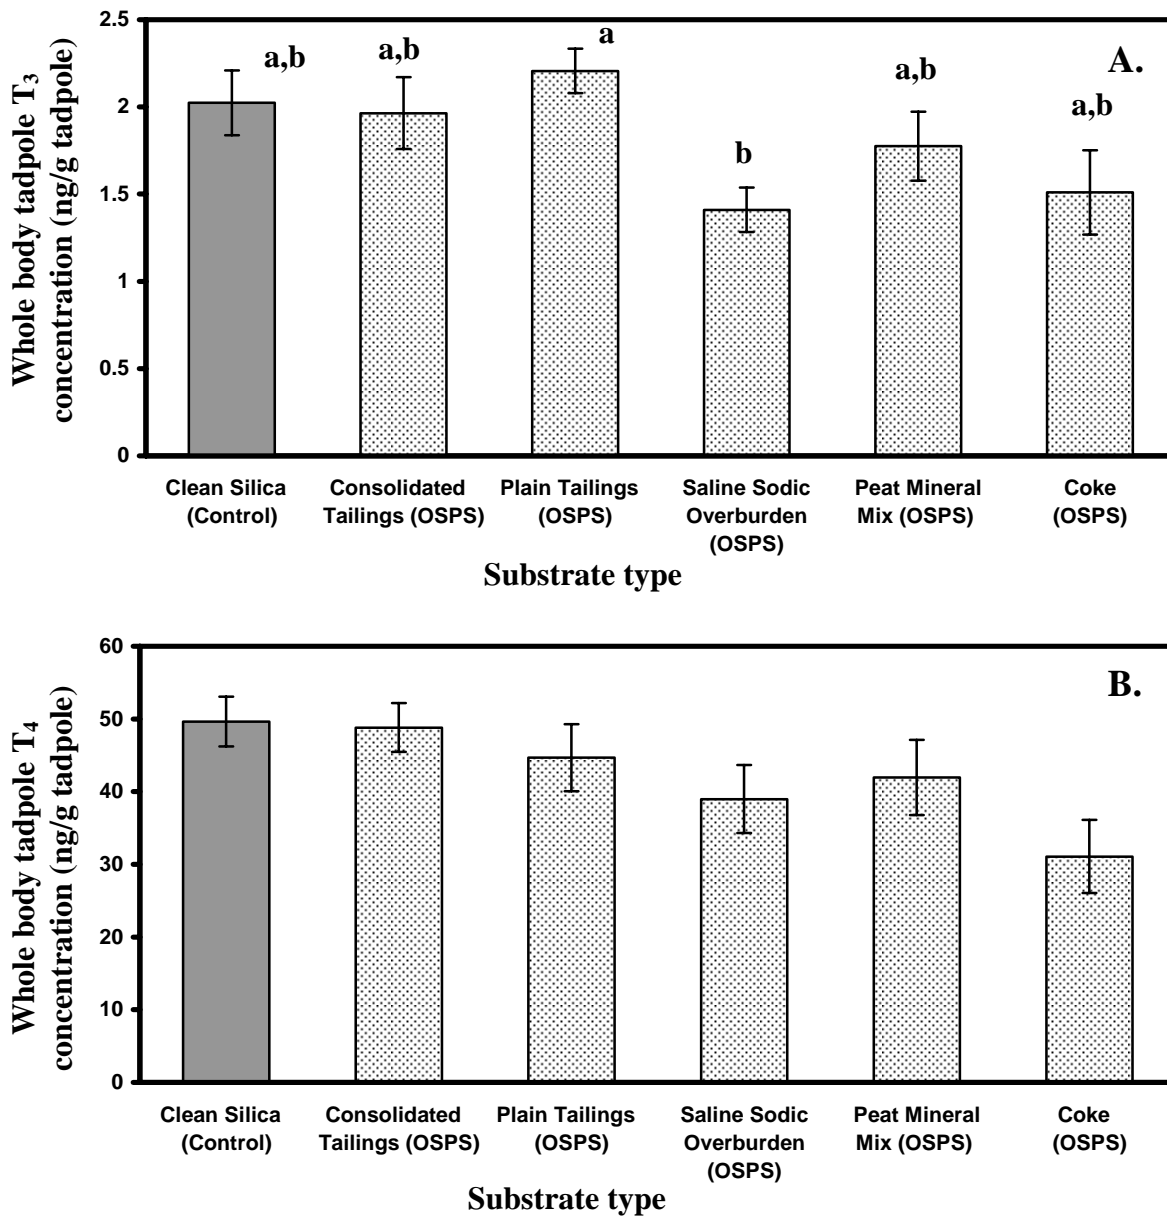 Whole body tadpole T3
concentration (ng/g tadpole)
2.5
2
1.5
1
0.5
0
a,b
a,b
a
b
a,b
a,b
A.
Clean Silica
(Control)
Consolidated
Tailings (OSPS)
Plain Tailings
(OSPS)
Saline Sodic
Overburden
(OSPS)
Peat Mineral
Mix (OSPS)
Coke
(OSPS)
Substrate type
Whole body tadpole T4
concentration (ng/g tadpole)
60
50
40
30
20
10
0
B.
Clean Silica
(Control)
Consolidated
Tailings (OSPS)
Plain Tailings
(OSPS)
Saline Sodic
Overburden
(OSPS)
Peat Mineral
Mix (OSPS)
Coke
(OSPS)
Substrate type